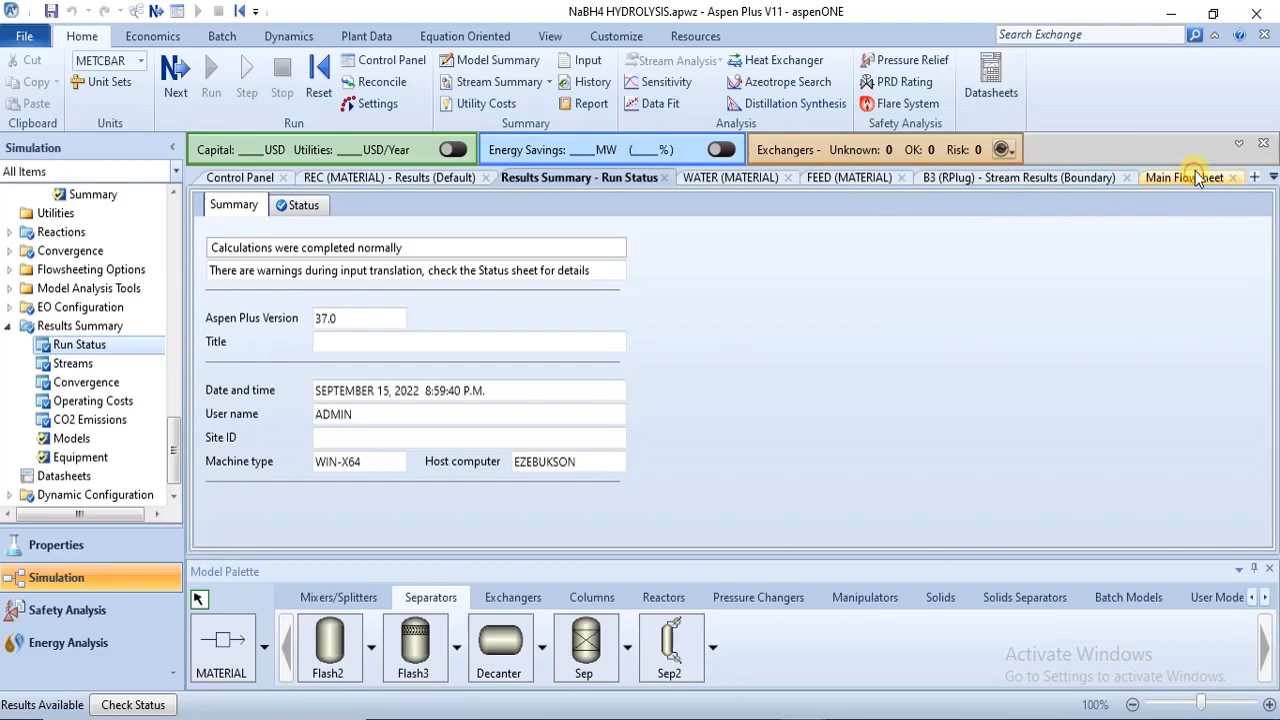 NaBH4 HYDROLYSIS.apwz - Aspen Plus V11 - aspenONE
File Home Economics Batch Dynamics Plant Data Equation Oriented View Customize Resources Search Exchange
Cut METCBAR Control Panel Model Summary Input Stream Analysis Heat Exchanger Pressure Relief
Copy Unit Sets Next Run Step Stop Reset Reconcile Stream Summary History Sensitivity Azeotrope Search PRD Rating Datasheets
Paste Settings Utility Costs Report Data Fit Distillation Synthesis Flare System
Clipboard Units Run Summary Analysis Safety Analysis
Simulation Capital: ____USD Utilities: ____USD/Year Energy Savings: ____MW (____%) Exchangers - Unknown: 0 OK: 0 Risk: 0
All Items Control Panel REC (MATERIAL) - Results (Default) Results Summary - Run Status WATER (MATERIAL) FEED (MATERIAL) B3 (RPlug) - Stream Results (Boundary) Main Flowsheet
Summary
Utilities
Reactions
Convergence
Flowsheeting Options
Model Analysis Tools
EO Configuration
Results Summary
Run Status
Streams
Convergence
Operating Costs
CO2 Emissions
Models
Equipment
Datasheets
Dynamic Configuration
Properties
Simulation
Safety Analysis
Energy Analysis
Summary Status
Calculations were completed normally
There are warnings during input translation, check the Status sheet for details
Aspen Plus Version 37.0
Title
Date and time SEPTEMBER 15, 2022 8:59:40 P.M.
User name ADMIN
Site ID
Machine type WIN-X64 Host computer EZEBUKSON
Model Palette
Mixers/Splitters Separators Exchangers Columns Reactors Pressure Changers Manipulators Solids Solids Separators Batch Models User Mode
MATERIAL Flash2 Flash3 Decanter Sep Sep2
Activate Windows
Go to Settings to activate Windows.
Results Available Check Status 100%